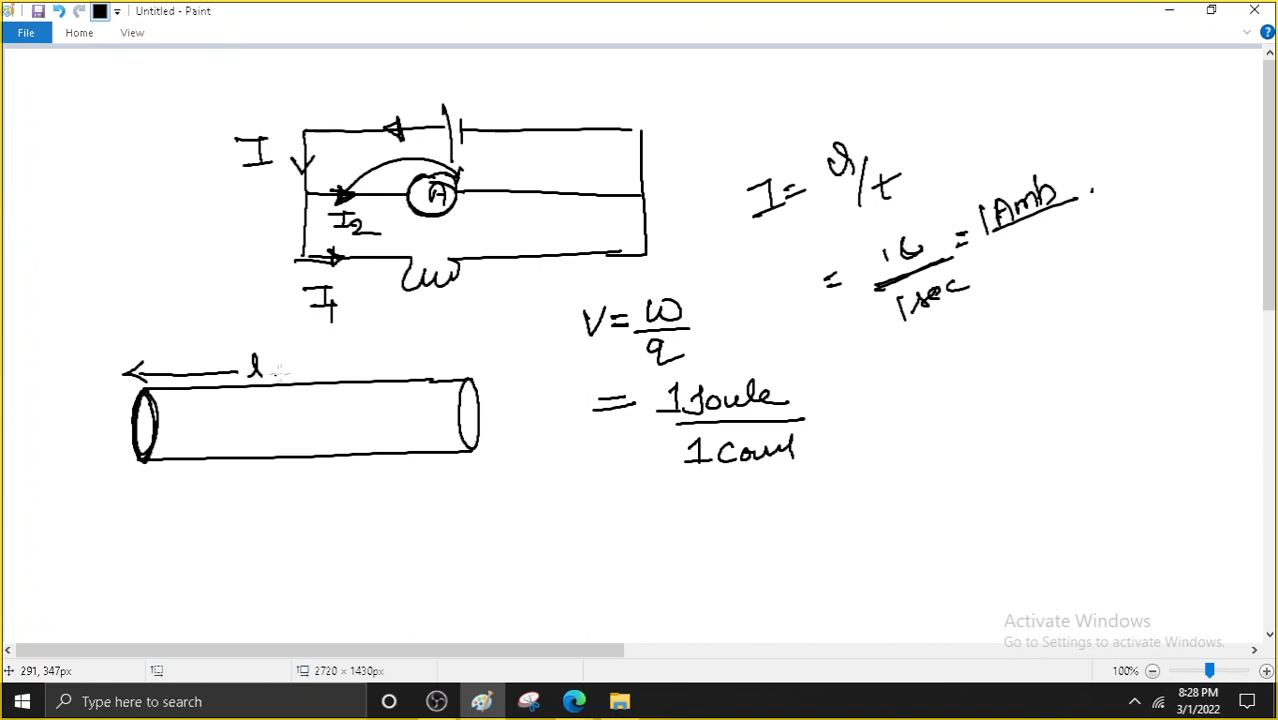 Untitled - Paint
File Home View
I
A
I2
I1
I = q/t
= 1C/1sec = 1Amb.
V = W/q
= 1Joule/1Coul
l
Activate Windows
Go to Settings to activate Windows.
291, 347px
2720 × 1430px
100%
Type here to search
8:28 PM
3/1/2022